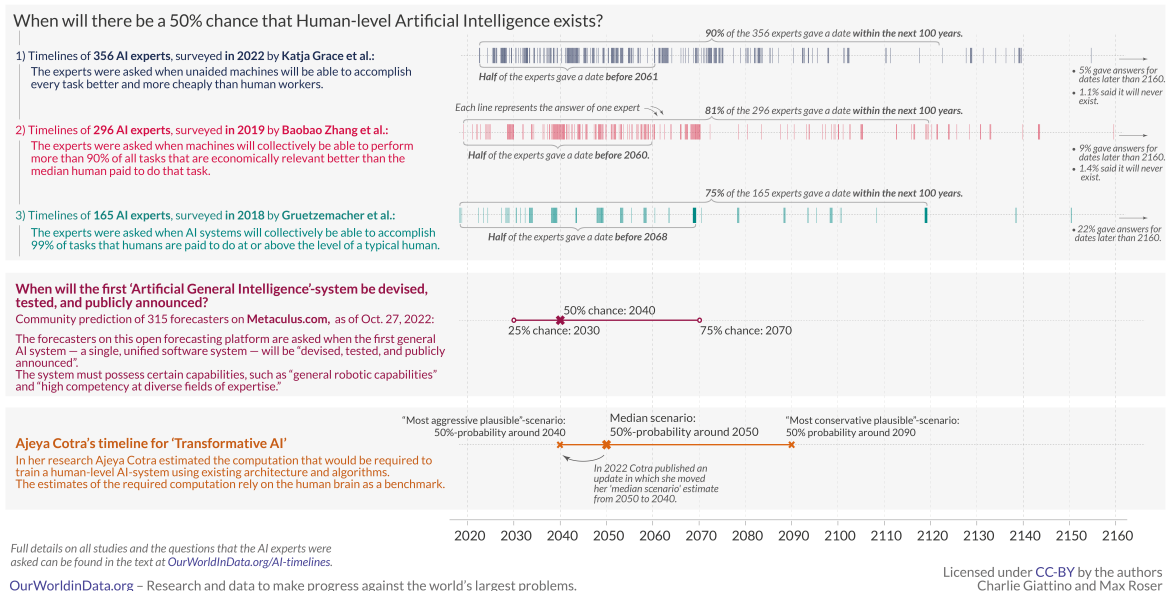 When will there be a 50% chance that Human-level Artificial Intelligence exists?
1) Timelines of 356 AI experts, surveyed in 2022 by Katja Grace et al.:
The experts were asked when unaided machines will be able to accomplish
every task better and more cheaply than human workers.
90% of the 356 experts gave a date within the next 100 years.
Half of the experts gave a date before 2061
• 5% gave answers for
dates later than 2160.
• 1.1% said it will never
exist.
Each line represents the answer of one expert
2) Timelines of 296 AI experts, surveyed in 2019 by Baobao Zhang et al.:
The experts were asked when machines will collectively be able to perform
more than 90% of all tasks that are economically relevant better than the
median human paid to do that task.
81% of the 296 experts gave a date within the next 100 years.
Half of the experts gave a date before 2060.
• 9% gave answers for
dates later than 2160.
• 1.4% said it will never
exist.
3) Timelines of 165 AI experts, surveyed in 2018 by Gruetzemacher et al.:
The experts were asked when AI systems will collectively be able to accomplish
99% of tasks that humans are paid to do at or above the level of a typical human.
75% of the 165 experts gave a date within the next 100 years.
Half of the experts gave a date before 2068
• 22% gave answers for
dates later than 2160.
When will the first ‘Artificial General Intelligence’-system be devised,
tested, and publicly announced?
Community prediction of 315 forecasters on Metaculus.com, as of Oct. 27, 2022:
The forecasters on this open forecasting platform are asked when the first general
AI system — a single, unified software system — will be “devised, tested, and publicly
announced”.
The system must possess certain capabilities, such as “general robotic capabilities”
and “high competency at diverse fields of expertise.”
50% chance: 2040
25% chance: 2030
75% chance: 2070
Ajeya Cotra’s timeline for ‘Transformative AI’
In her research Ajeya Cotra estimated the computation that would be required to
train a human-level AI-system using existing architecture and algorithms.
The estimates of the required computation rely on the human brain as a benchmark.
“Most aggressive plausible”-scenario:
50%-probability around 2040
Median scenario:
50%-probability around 2050
“Most conservative plausible”-scenario:
50% probability around 2090
In 2022 Cotra published an
update in which she moved
her ‘median scenario’ estimate
from 2050 to 2040.
2020 2030 2040 2050 2060 2070 2080 2090 2100 2110 2120 2130 2140 2150 2160
Full details on all studies and the questions that the AI experts were
asked can be found in the text at OurWorldInData.org/AI-timelines.
OurWorldinData.org – Research and data to make progress against the world’s largest problems.
Licensed under CC-BY by the authors
Charlie Giattino and Max Roser